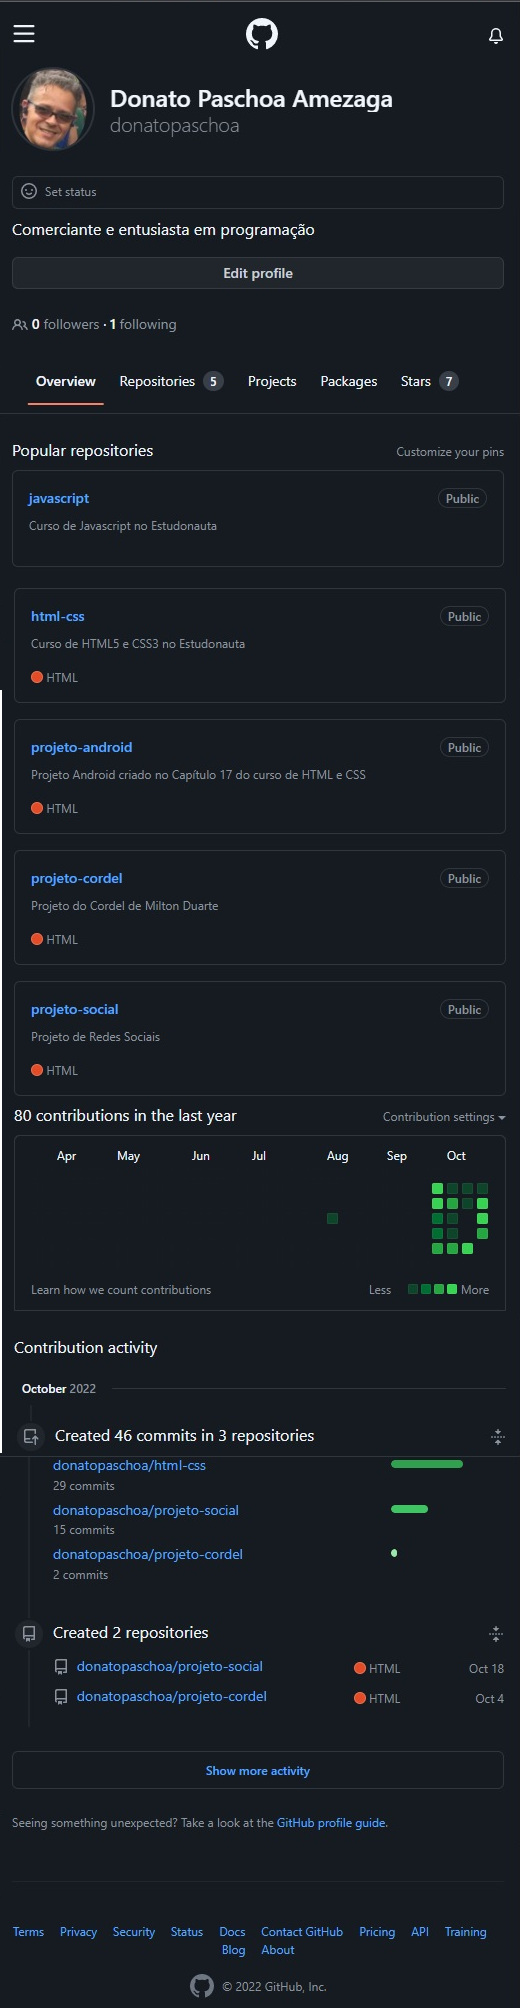 Donato Paschoa Amezaga
donatopaschoa
Set status
Comerciante e entusiasta em programação
Edit profile
0 followers · 1 following
Overview Repositories 5 Projects Packages Stars 7
Popular repositories Customize your pins
javascript Public
Curso de Javascript no Estudonauta
html-css Public
Curso de HTML5 e CSS3 no Estudonauta
HTML
projeto-android Public
Projeto Android criado no Capítulo 17 do curso de HTML e CSS
HTML
projeto-cordel Public
Projeto do Cordel de Milton Duarte
HTML
projeto-social Public
Projeto de Redes Sociais
HTML
80 contributions in the last year Contribution settings
Apr May Jun Jul Aug Sep Oct
Learn how we count contributions Less More
Contribution activity
October 2022
Created 46 commits in 3 repositories
donatopaschoa/html-css
29 commits
donatopaschoa/projeto-social
15 commits
donatopaschoa/projeto-cordel
2 commits
Created 2 repositories
donatopaschoa/projeto-social HTML Oct 18
donatopaschoa/projeto-cordel HTML Oct 4
Show more activity
Seeing something unexpected? Take a look at the GitHub profile guide.
Terms Privacy Security Status Docs Contact GitHub Pricing API Training
Blog About
© 2022 GitHub, Inc.